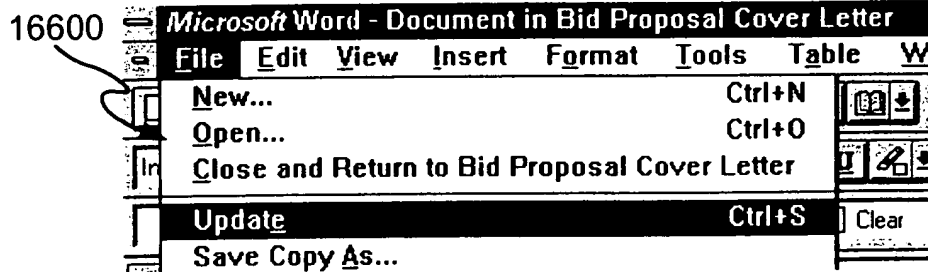 16600
Microsoft Word - Document in Bid Proposal Cover Letter
File Edit View Insert Format Tools Table W
New... Ctrl+N
Open... Ctrl+O
In Close and Return to Bid Proposal Cover Letter U
Update Ctrl+S Clear
Save Copy As...